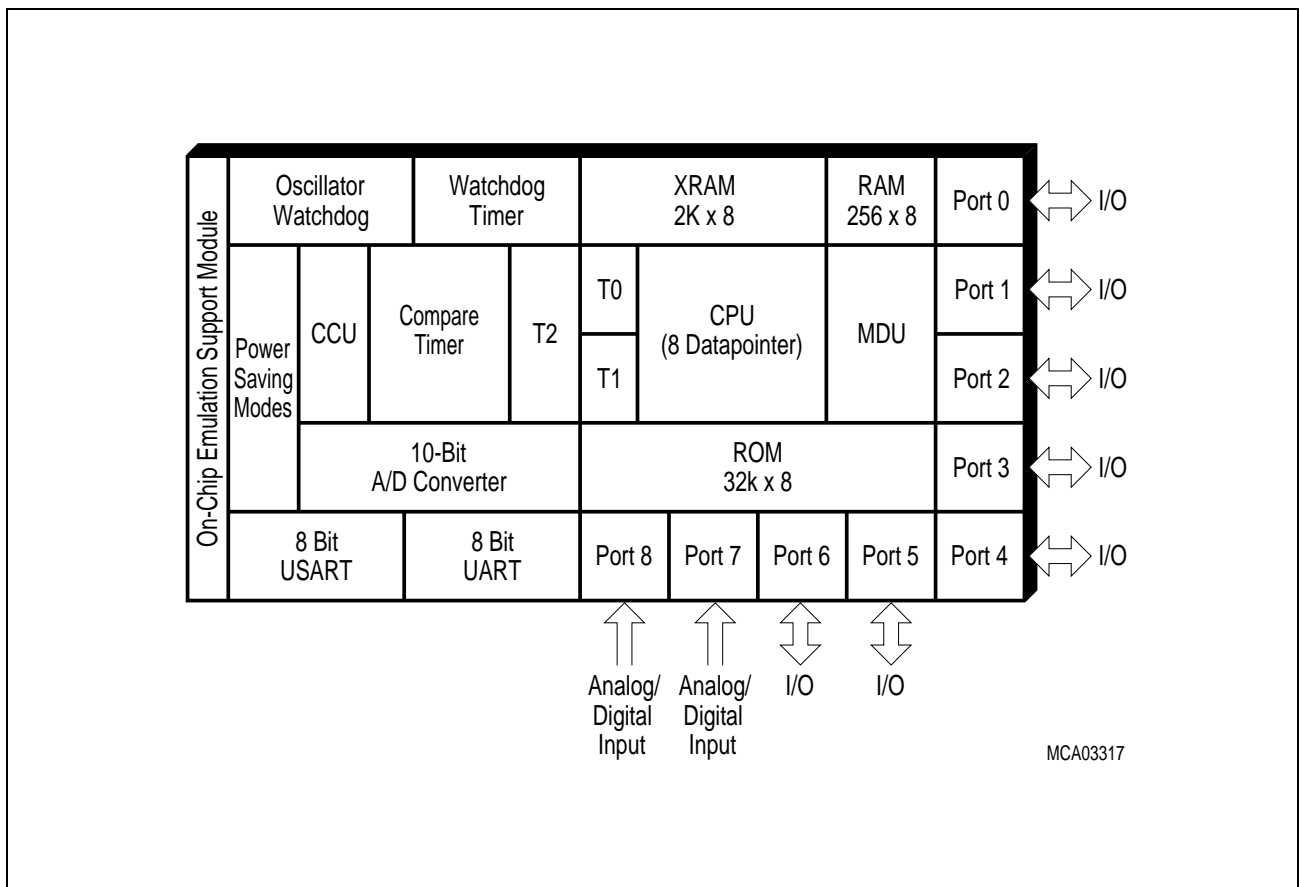 On-Chip Emulation Support Module
Oscillator
Watchdog
Watchdog
Timer
XRAM
2K x 8
RAM
256 x 8
Port 0
I/O
Power
Saving
Modes
CCU
Compare
Timer
T2
T0
T1
CPU
(8 Datapointer)
MDU
Port 1
I/O
Port 2
I/O
10-Bit
A/D Converter
ROM
32k x 8
Port 3
I/O
8 Bit
USART
8 Bit
UART
Port 8
Port 7
Port 6
Port 5
Port 4
I/O
Analog/
Digital
Input
Analog/
Digital
Input
I/O
I/O
MCA03317